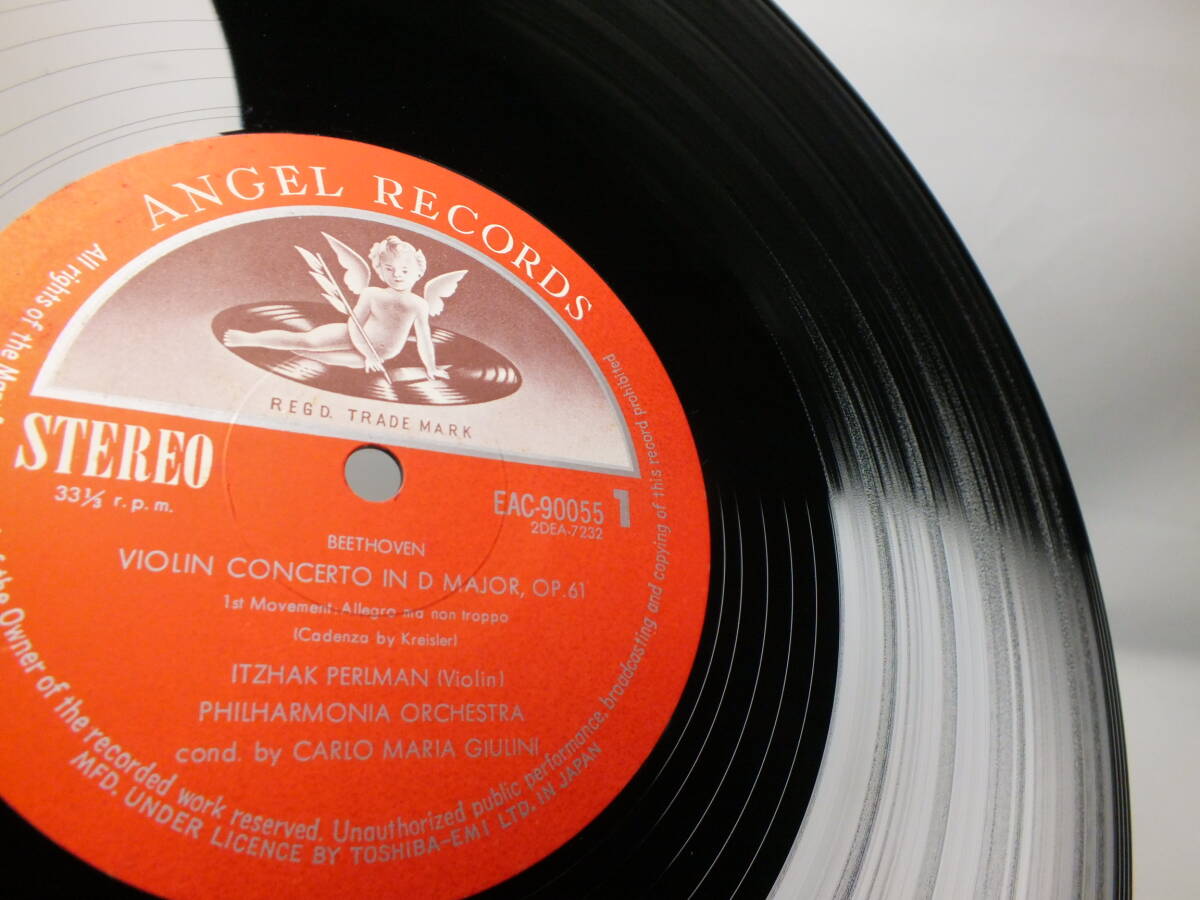 ANGEL RECORDS
REGD. TRADE MARK
STEREO
33⅓ r.p.m.
EAC-90055 1
2DEA-7232
BEETHOVEN
VIOLIN CONCERTO IN D MAJOR, OP.61
1st Movement: Allegro ma non troppo
(Cadenza by Kreisler)
ITZHAK PERLMAN (Violin)
PHILHARMONIA ORCHESTRA
cond. by CARLO MARIA GIULINI
All rights of the
of the Owner of the recorded work reserved. Unauthorized public performance, broadcasting and copying of this record prohibited
MFD. UNDER LICENCE BY TOSHIBA-EMI LTD. IN JAPAN